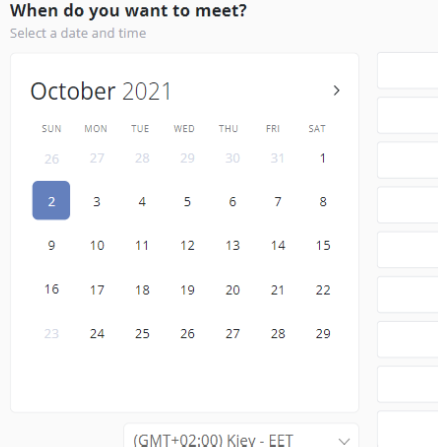 When do you want to meet?
Select a date and time
October 2021
SUN MON TUE WED THU FRI SAT
26 27 28 29 30 31 1
2 3 4 5 6 7 8
9 10 11 12 13 14 15
16 17 18 19 20 21 22
23 24 25 26 27 28 29
(GMT+02:00) Kiev - EET